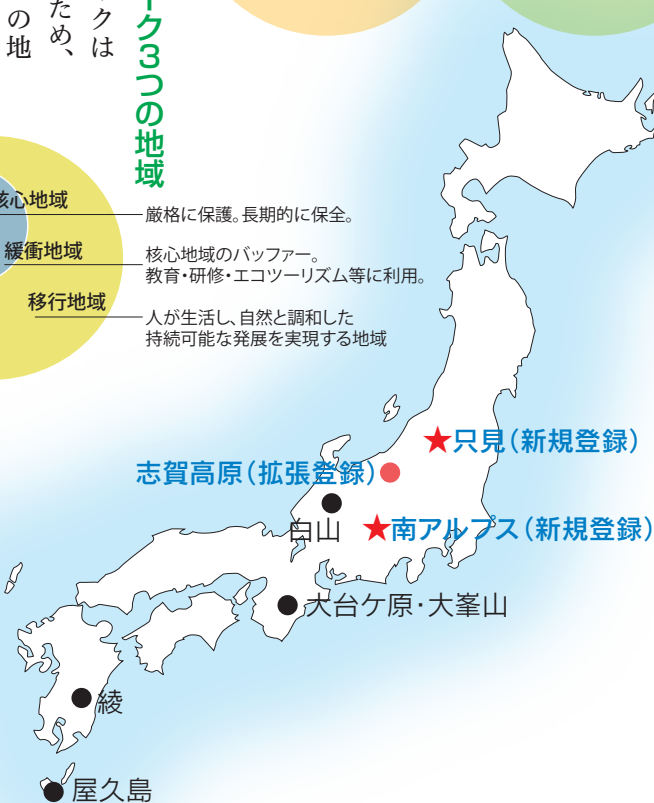 ーク3つの地域
クは
ため、
の地
核心地域
厳格に保護。長期的に保全。
緩衝地域
核心地域のバッファー。
教育・研修・エコツーリズム等に利用。
移行地域
人が生活し、自然と調和した
持続可能な発展を実現する地域
★只見(新規登録)
志賀高原(拡張登録)
白山
★南アルプス(新規登録)
大台ケ原・大峯山
綾
屋久島